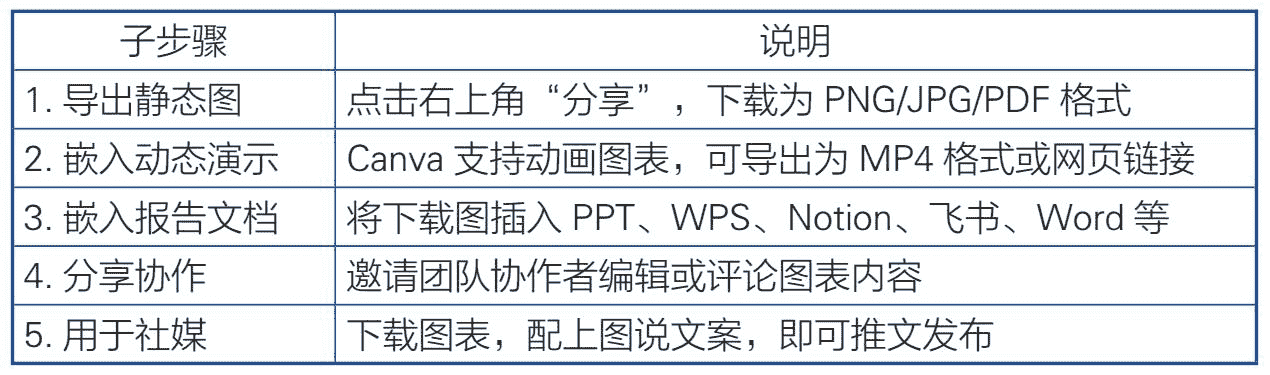 子步骤 说明
1. 导出静态图 点击右上角“分享”，下载为 PNG/JPG/PDF 格式
2. 嵌入动态演示 Canva 支持动画图表，可导出为 MP4 格式或网页链接
3. 嵌入报告文档 将下载图插入 PPT、WPS、Notion、飞书、Word 等
4. 分享协作 邀请团队协作者编辑或评论图表内容
5. 用于社媒 下载图表，配上图说文案，即可推文发布